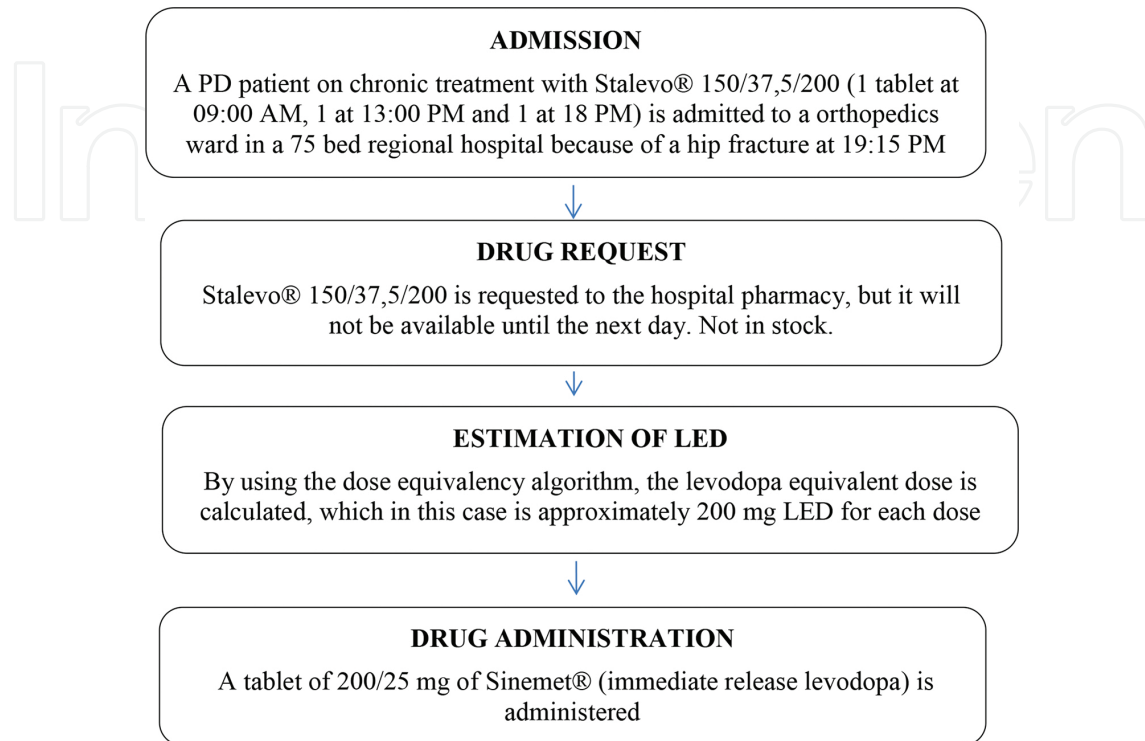 ADMISSION
A PD patient on chronic treatment with Stalevo® 150/37,5/200 (1 tablet at
09:00 AM, 1 at 13:00 PM and 1 at 18 PM) is admitted to a orthopedics
ward in a 75 bed regional hospital because of a hip fracture at 19:15 PM
DRUG REQUEST
Stalevo® 150/37,5/200 is requested to the hospital pharmacy, but it will
not be available until the next day. Not in stock.
ESTIMATION OF LED
By using the dose equivalency algorithm, the levodopa equivalent dose is
calculated, which in this case is approximately 200 mg LED for each dose
DRUG ADMINISTRATION
A tablet of 200/25 mg of Sinemet® (immediate release levodopa) is
administered